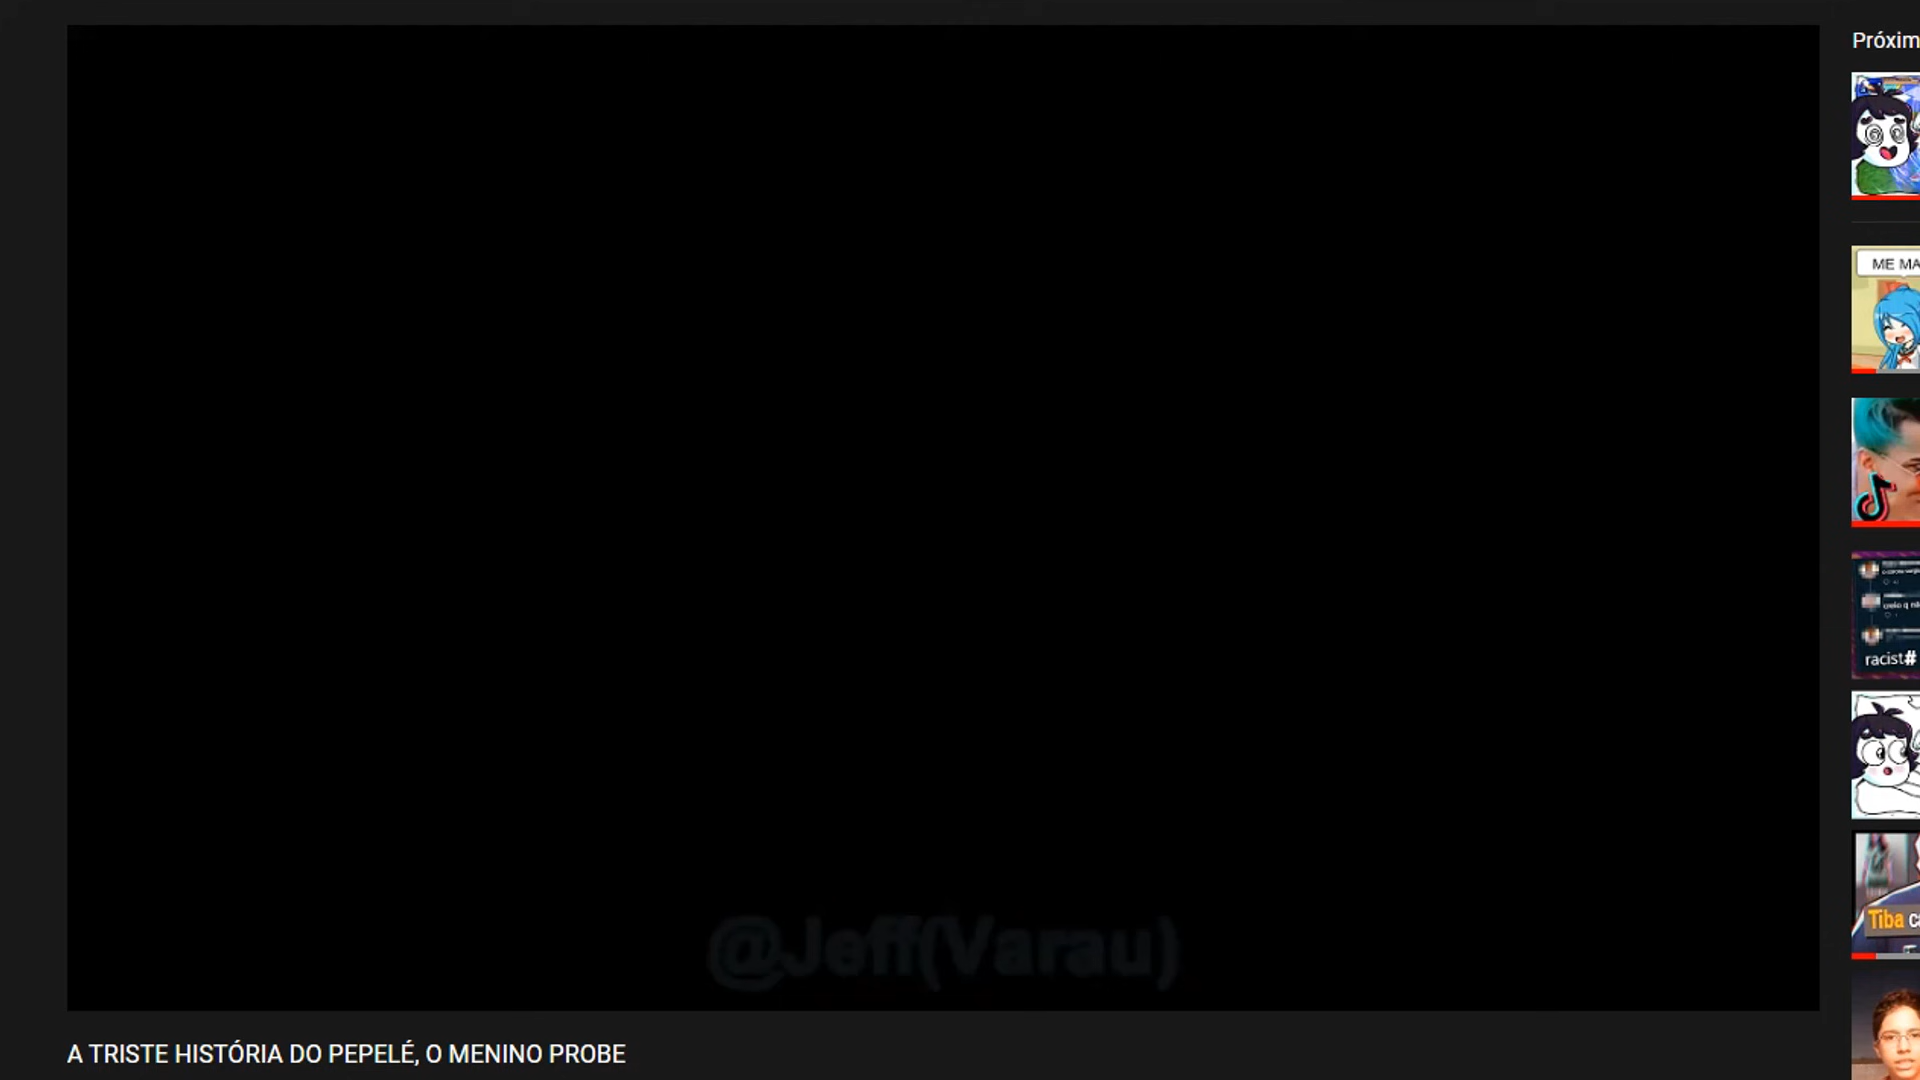 Próxim
ME MA
racist#
Tiba c
@Jeff(Varau)
A TRISTE HISTÓRIA DO PEPELÉ, O MENINO PROBE